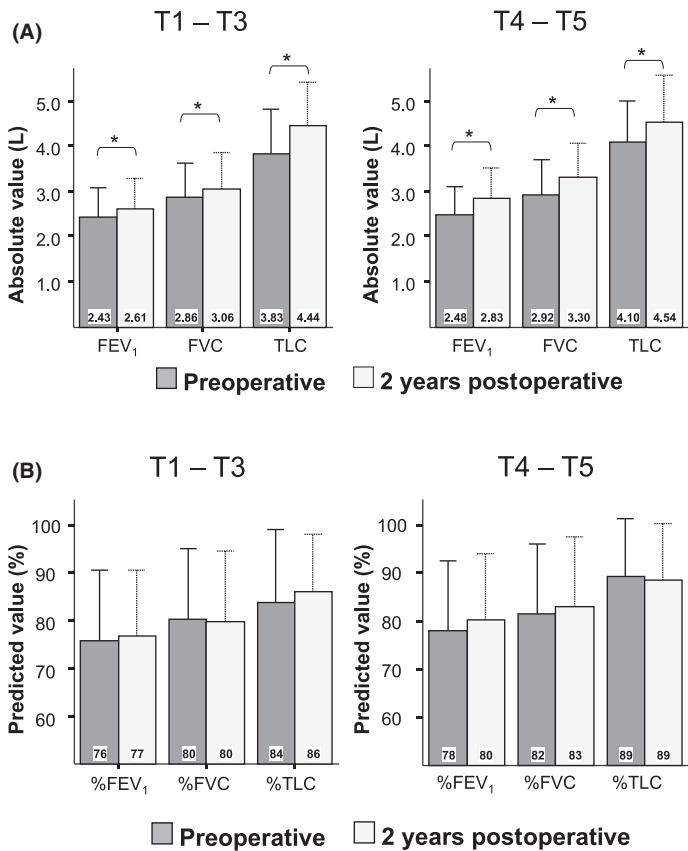 (A)
T1 – T3
T4 – T5
Absolute value (L)
5.0
4.0
3.0
2.0
1.0
*
*
*
2.43 2.61 2.86 3.06 3.83 4.44
FEV1 FVC TLC
Absolute value (L)
5.0
4.0
3.0
2.0
1.0
*
*
*
2.48 2.83 2.92 3.30 4.10 4.54
FEV1 FVC TLC
Preoperative 2 years postoperative
(B)
T1 – T3
T4 – T5
Predicted value (%)
100
90
80
70
60
76 77 80 80 84 86
%FEV1 %FVC %TLC
Predicted value (%)
100
90
80
70
60
78 80 82 83 89 89
%FEV1 %FVC %TLC
Preoperative 2 years postoperative